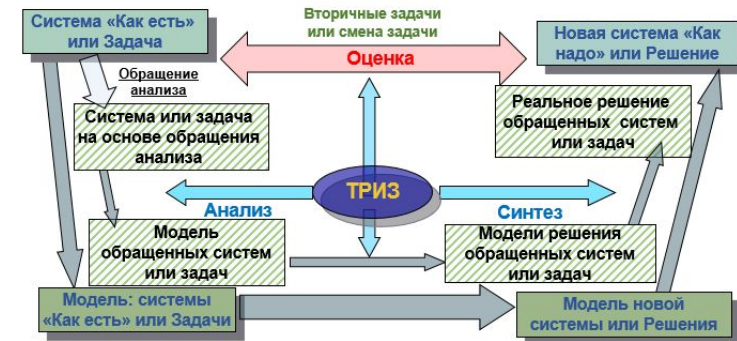 Система «Как есть»
или Задача
Вторичные задачи
или смена задачи
Оценка
Новая система «Как
надо» или Решение
Обращение
анализа
Система или задача
на основе обращения
анализа
Реальное решение
обращенных систем
или задач
ТРИЗ
Анализ
Синтез
Модель
обращенных систем
или задач
Модели решения
обращенных систем
или задач
Модель: системы
«Как есть» или Задачи
Модель новой
системы или Решения